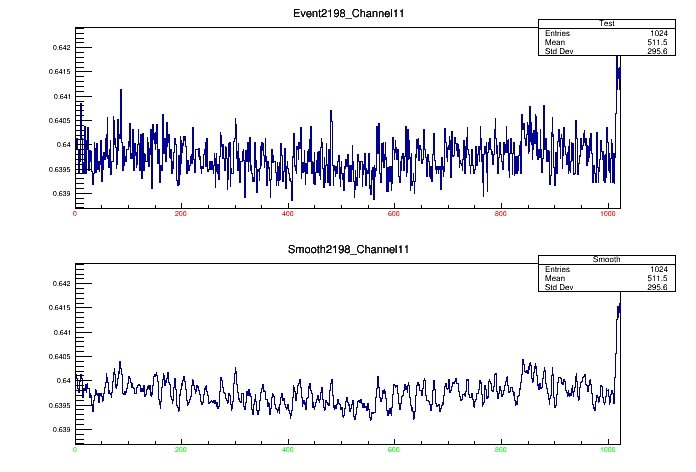 Event2198_Channel11
Test
Entries 1024
Mean 511.5
Std Dev 295.6
0.642
0.6415
0.641
0.6405
0.64
0.6395
0.639
0 200 400 600 800 1000
Smooth2198_Channel11
Smooth
Entries 1024
Mean 511.5
Std Dev 295.6
0.642
0.6415
0.641
0.6405
0.64
0.6395
0.639
0 200 400 600 800 1000